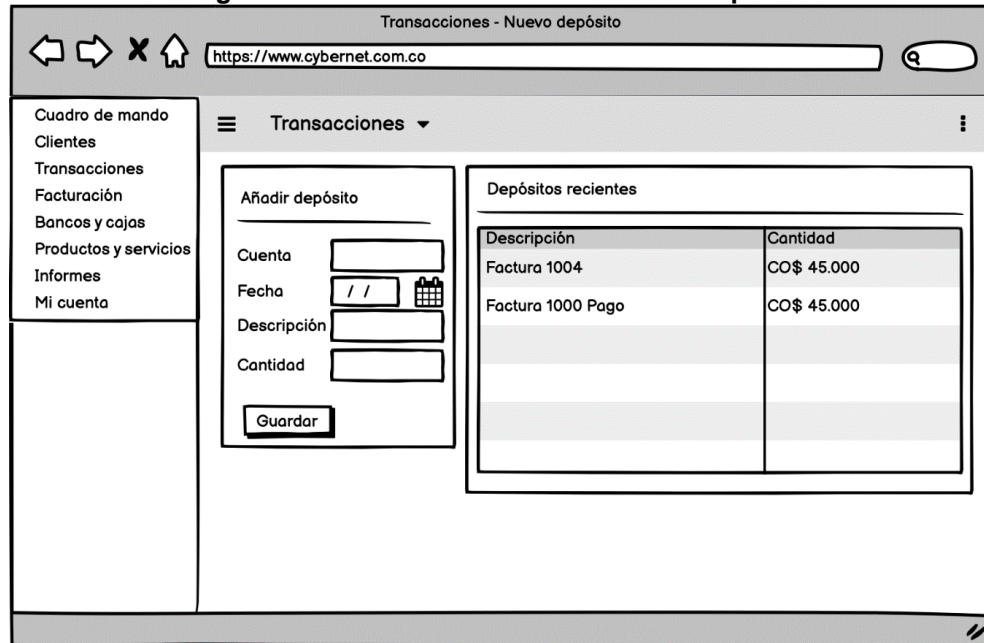 Transacciones - Nuevo depósito
https://www.cybernet.com.co
Cuadro de mando
Clientes
Transacciones
Facturación
Bancos y cajas
Productos y servicios
Informes
Mi cuenta
Transacciones
Añadir depósito
Cuenta
Fecha / /
Descripción
Cantidad
Guardar
Depósitos recientes
Descripción Cantidad
Factura 1004 CO$ 45.000
Factura 1000 Pago CO$ 45.000